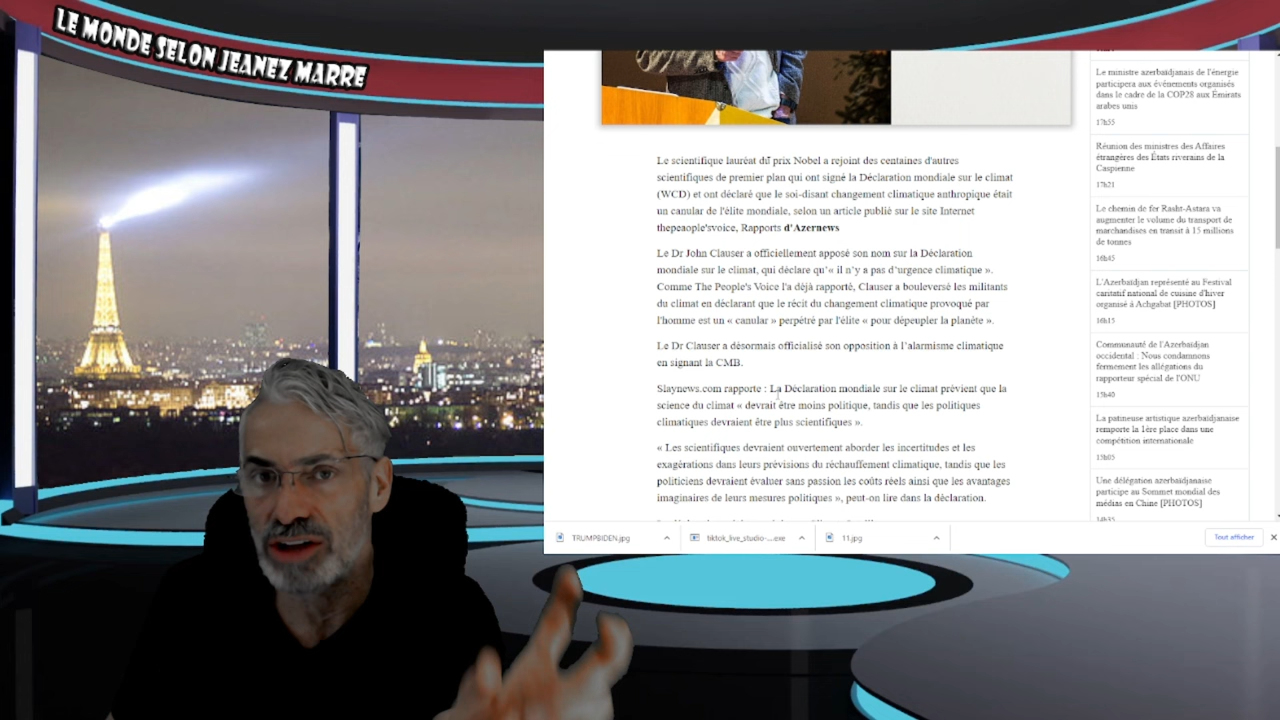 LE MONDE SELON JEANEZ MARRE
Le scientifique lauréat du prix Nobel a rejoint des centaines d'autres
scientifiques de premier plan qui ont signé la Déclaration mondiale sur le climat
(WCD) et ont déclaré que le soi-disant changement climatique anthropique était
un canular de l'élite mondiale, selon un article publié sur le site Internet
thepeaople'svoice, Rapports d'Azernews
Le Dr John Clauser a officiellement apposé son nom sur la Déclaration
mondiale sur le climat, qui déclare qu'« il n'y a pas d'urgence climatique ».
Comme The People's Voice l'a déjà rapporté, Clauser a bouleversé les militants
du climat en déclarant que le récit du changement climatique provoqué par
l'homme est un « canular » perpétré par l'élite « pour dépeupler la planète ».
Le Dr Clauser a désormais officialisé son opposition à l'alarmisme climatique
en signant la CMB.
Slaynews.com rapporte : La Déclaration mondiale sur le climat prévient que la
science du climat « devrait être moins politique, tandis que les politiques
climatiques devraient être plus scientifiques ».
« Les scientifiques devraient ouvertement aborder les incertitudes et les
exagérations dans leurs prévisions du réchauffement climatique, tandis que les
politiciens devraient évaluer sans passion les coûts réels ainsi que les avantages
imaginaires de leurs mesures politiques », peut-on lire dans la déclaration.
Le ministre azerbaïdjanais de l'énergie
participera aux événements organisés
dans le cadre de la COP28 aux Émirats
arabes unis
17h55
Réunion des ministres des Affaires
étrangères des États riverains de la
Caspienne
17h21
Le chemin de fer Rasht-Astara va
augmenter le volume du transport de
marchandises en transit à 15 millions
de tonnes
16h45
L'Azerbaïdjan représenté au Festival
caritatif national de cuisine d'hiver
organisé à Achgabat [PHOTOS]
16h15
Communauté de l'Azerbaïdjan
occidental : Nous condamnons
fermement les allégations du
rapporteur spécial de l'ONU
15h40
La patineuse artistique azerbaïdjanaise
remporte la 1ère place dans une
compétition internationale
15h05
Une délégation azerbaïdjanaise
participe au Sommet mondial des
médias en Chine [PHOTOS]
14h35
TRUMPBIDEN.jpg
tiktok_live_studio-....exe
11.jpg
Tout afficher